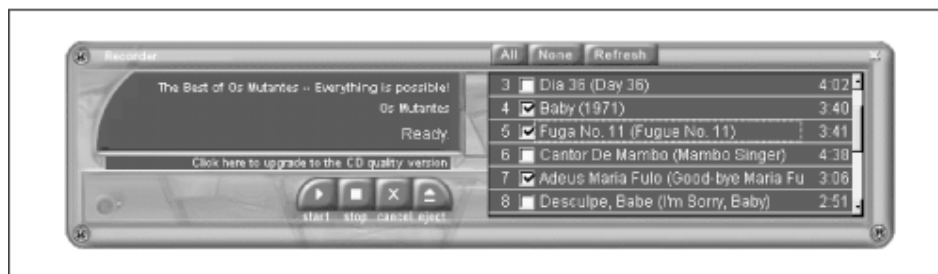 Recorder
All None Refresh
The Best of Os Mutantes -- Everything is possible!
Os Mutantes
Ready.
Click here to upgrade to the CD quality version
start stop cancel eject
3 Dia 36 (Day 36) 4:02
4 Baby (1971) 3:40
5 Fuga No. 11 (Fugue No. 11) 3:41
6 Cantor De Mambo (Mambo Singer) 4:38
7 Adeus Maria Fulo (Good-bye Maria Fu 3:06
8 Desculpe, Babe (I'm Sorry, Baby) 2:51